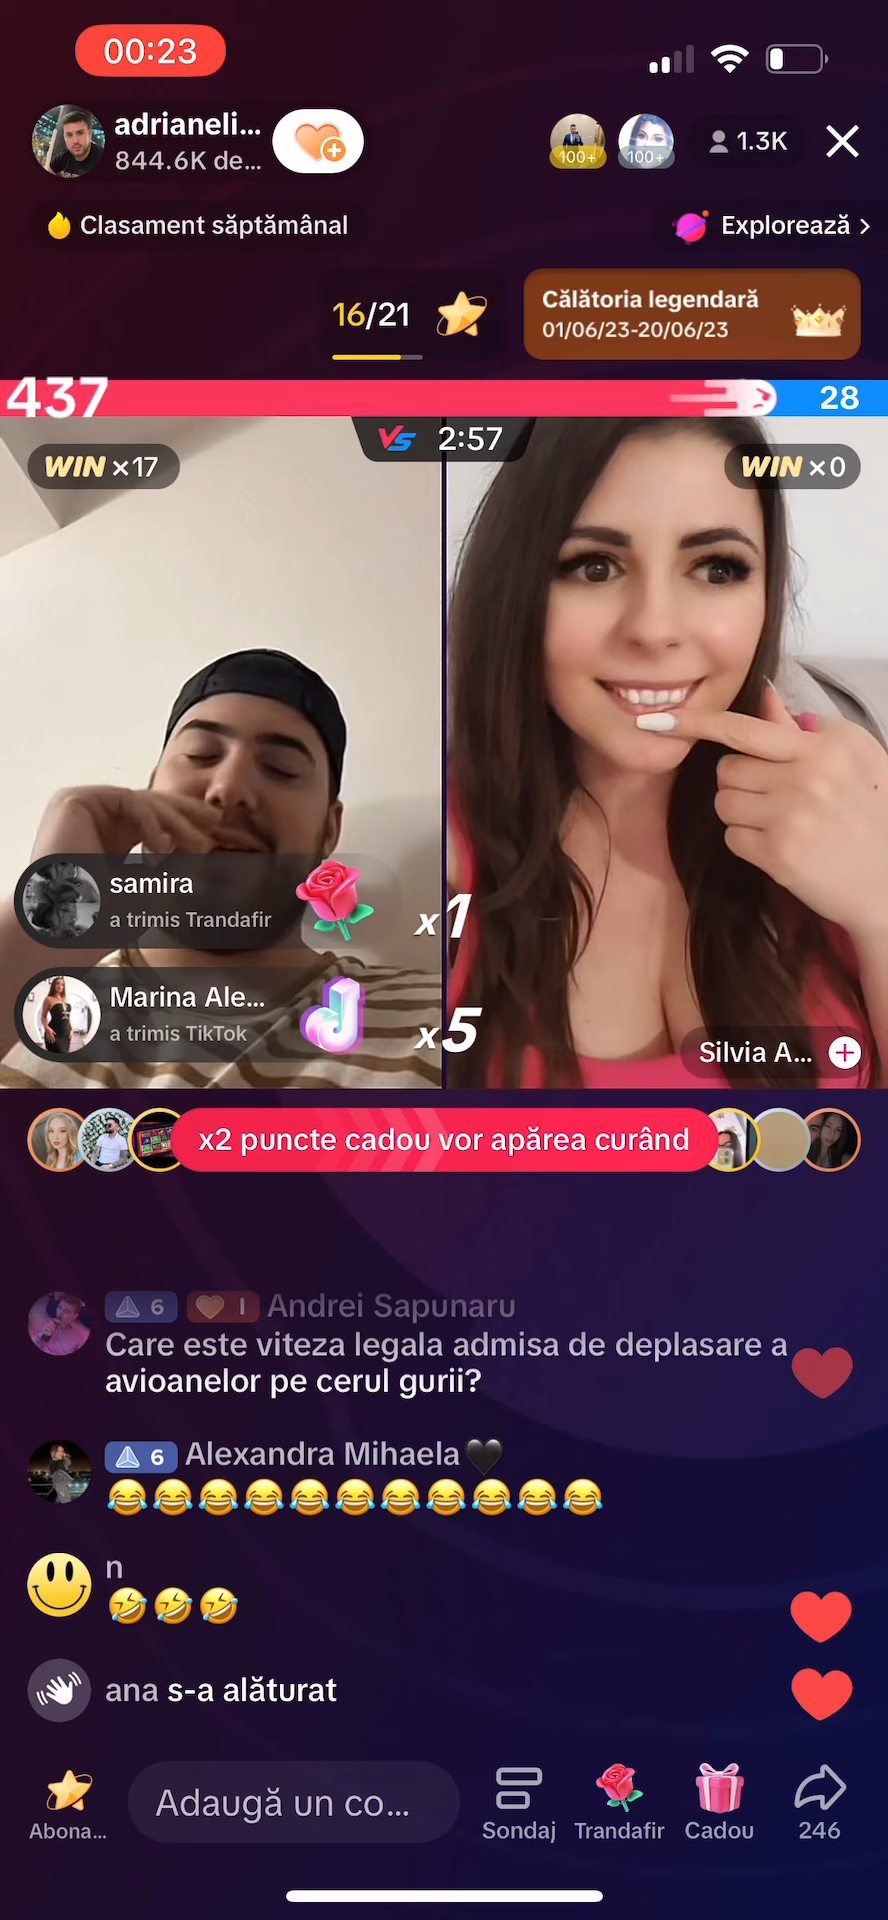 00:23
adrianeli...
844.6K de...
100+
100+
1.3K
Clasament săptămânal
Explorează >
16/21
Călătoria legendară
01/06/23-20/06/23
437
28
VS 2:57
WIN ×17
WIN ×0
samira
a trimis Trandafir
x1
Marina Ale...
a trimis TikTok
x5
Silvia A...
x2 puncte cadou vor apărea curând
6 I Andrei Sapunaru
Care este viteza legala admisa de deplasare a
avioanelor pe cerul gurii?
6 Alexandra Mihaela🖤
😂😂😂😂😂😂😂😂😂😂😂
n
🤣🤣🤣
ana s-a alăturat
Adaugă un co...
Abona...
Sondaj
Trandafir
Cadou
246